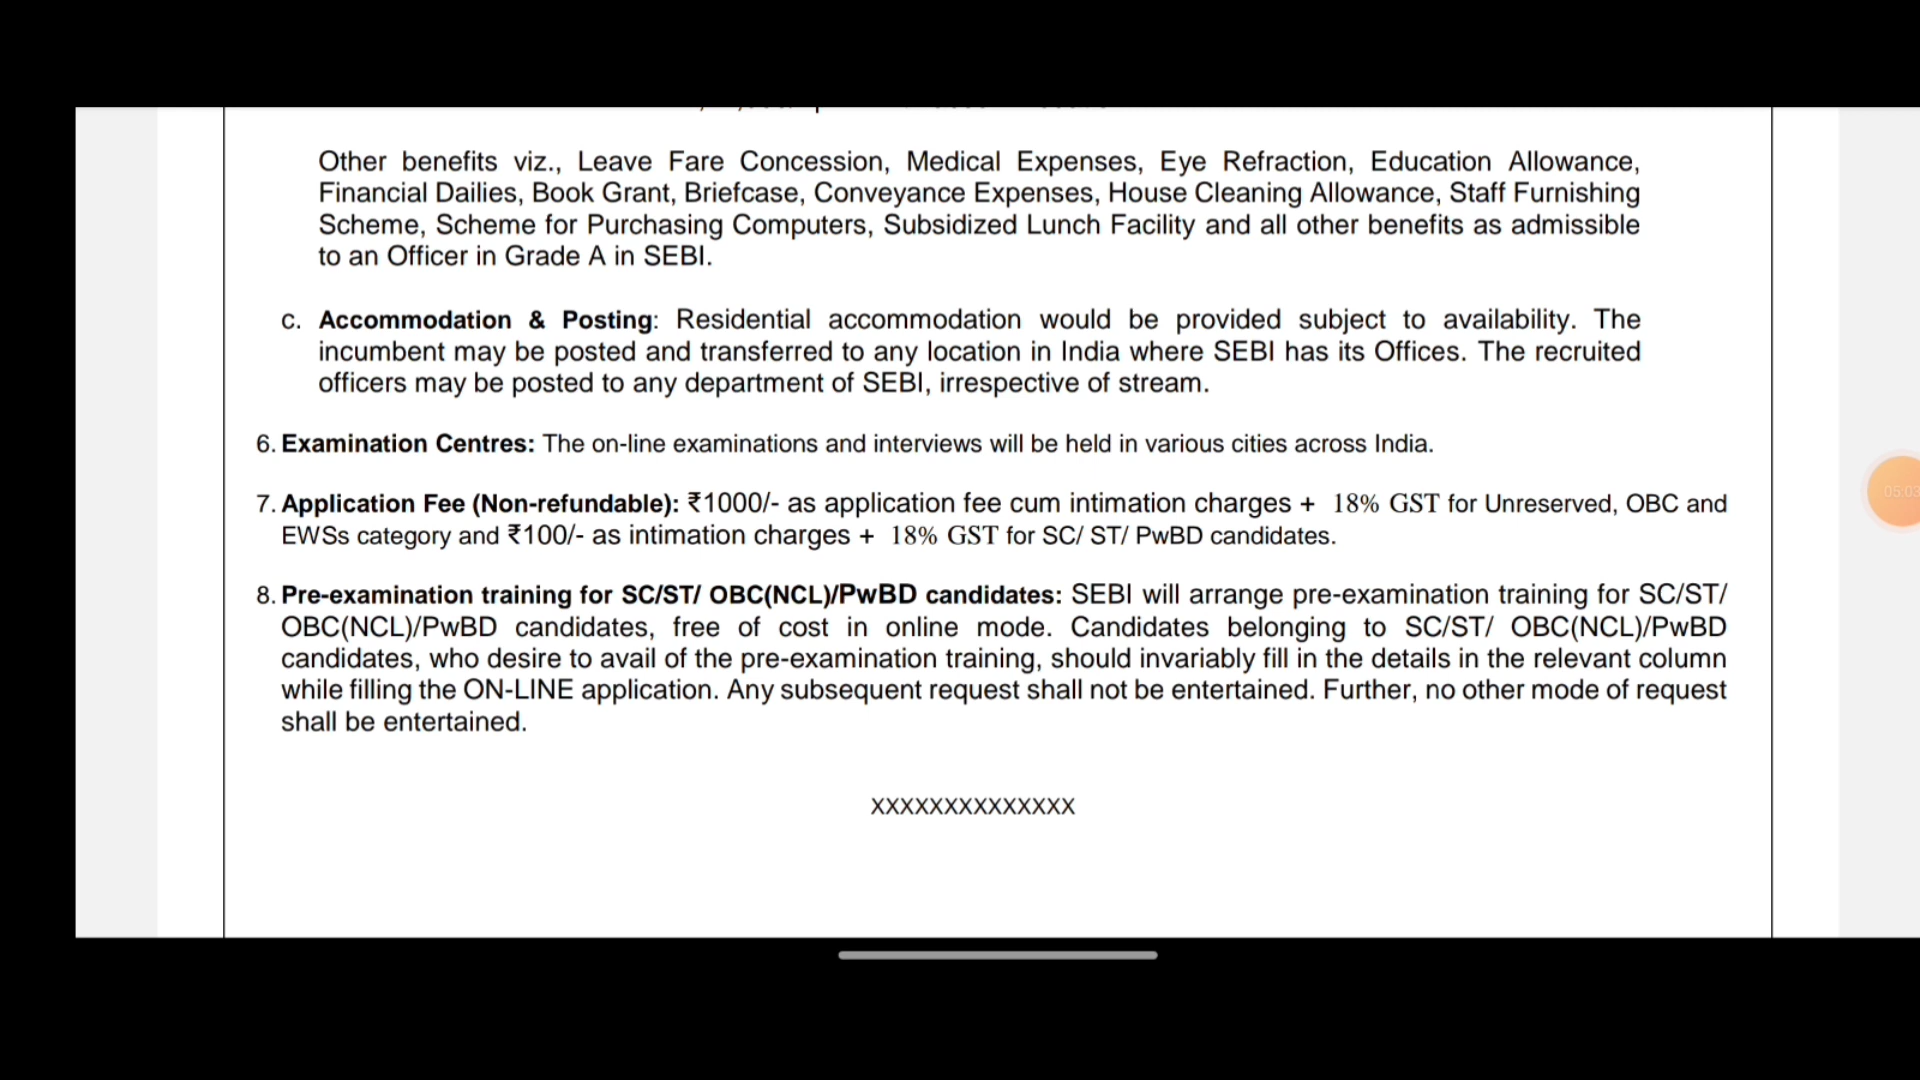 Other benefits viz., Leave Fare Concession, Medical Expenses, Eye Refraction, Education Allowance,
Financial Dailies, Book Grant, Briefcase, Conveyance Expenses, House Cleaning Allowance, Staff Furnishing
Scheme, Scheme for Purchasing Computers, Subsidized Lunch Facility and all other benefits as admissible
to an Officer in Grade A in SEBI.
c. Accommodation & Posting: Residential accommodation would be provided subject to availability. The
incumbent may be posted and transferred to any location in India where SEBI has its Offices. The recruited
officers may be posted to any department of SEBI, irrespective of stream.
6. Examination Centres: The on-line examinations and interviews will be held in various cities across India.
7. Application Fee (Non-refundable): ₹1000/- as application fee cum intimation charges + 18% GST for Unreserved, OBC and
EWSs category and ₹100/- as intimation charges + 18% GST for SC/ ST/ PwBD candidates.
8. Pre-examination training for SC/ST/ OBC(NCL)/PwBD candidates: SEBI will arrange pre-examination training for SC/ST/
OBC(NCL)/PwBD candidates, free of cost in online mode. Candidates belonging to SC/ST/ OBC(NCL)/PwBD
candidates, who desire to avail of the pre-examination training, should invariably fill in the details in the relevant column
while filling the ON-LINE application. Any subsequent request shall not be entertained. Further, no other mode of request
shall be entertained.
XXXXXXXXXXXXXX
05:03